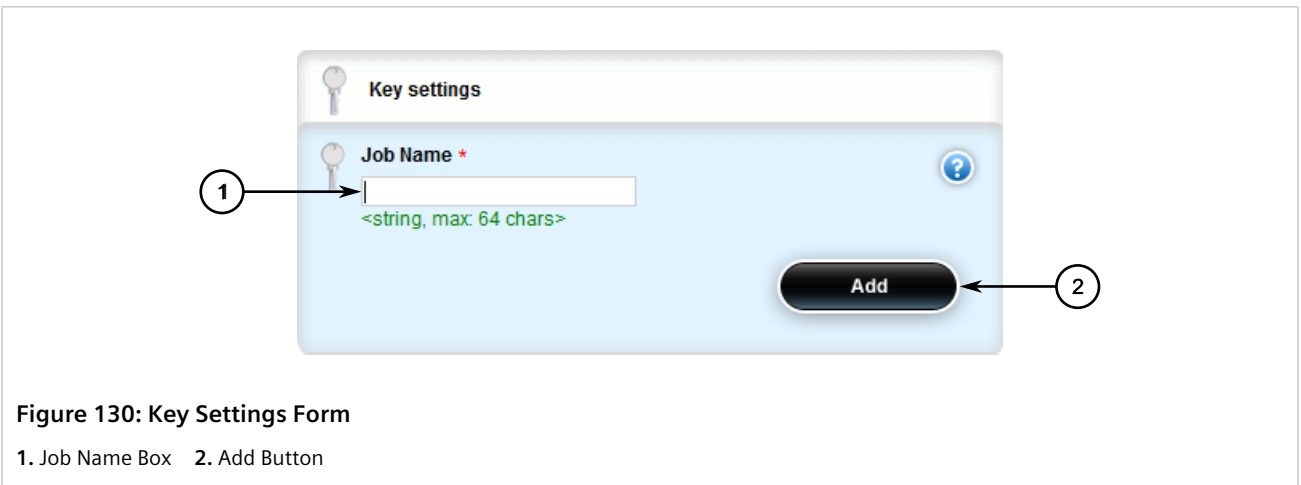 Key settings
Job Name *
?
1
<string, max: 64 chars>
Add
2
Figure 130: Key Settings Form
1. Job Name Box 2. Add Button